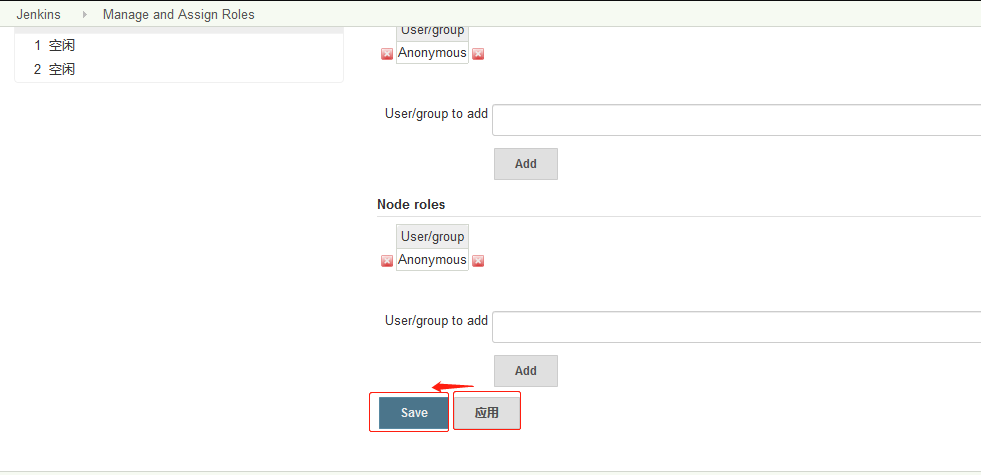 Jenkins Manage and Assign Roles
1 空闲
2 空闲
User/group
Anonymous
User/group to add
Add
Node roles
User/group
Anonymous
User/group to add
Add
Save 应用